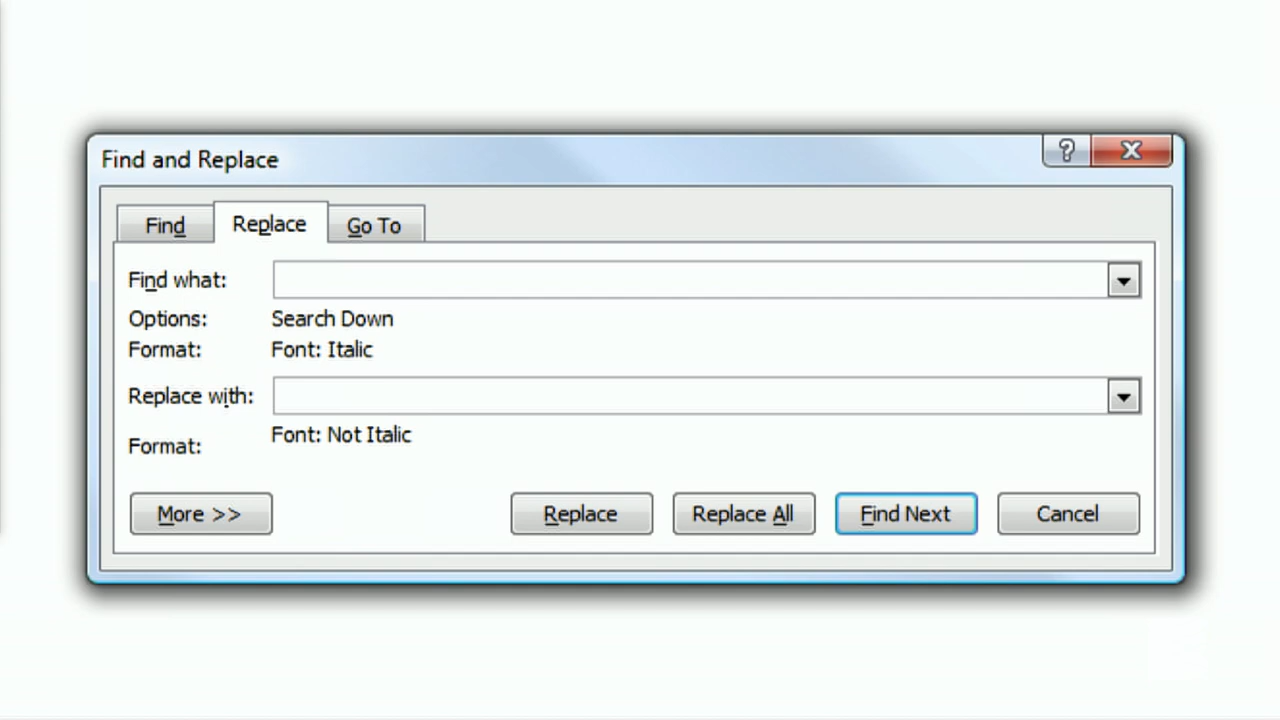 Find and Replace
Find Replace Go To
Find what:
Options: Search Down
Format: Font: Italic
Replace with:
Format: Font: Not Italic
More >> Replace Replace All Find Next Cancel